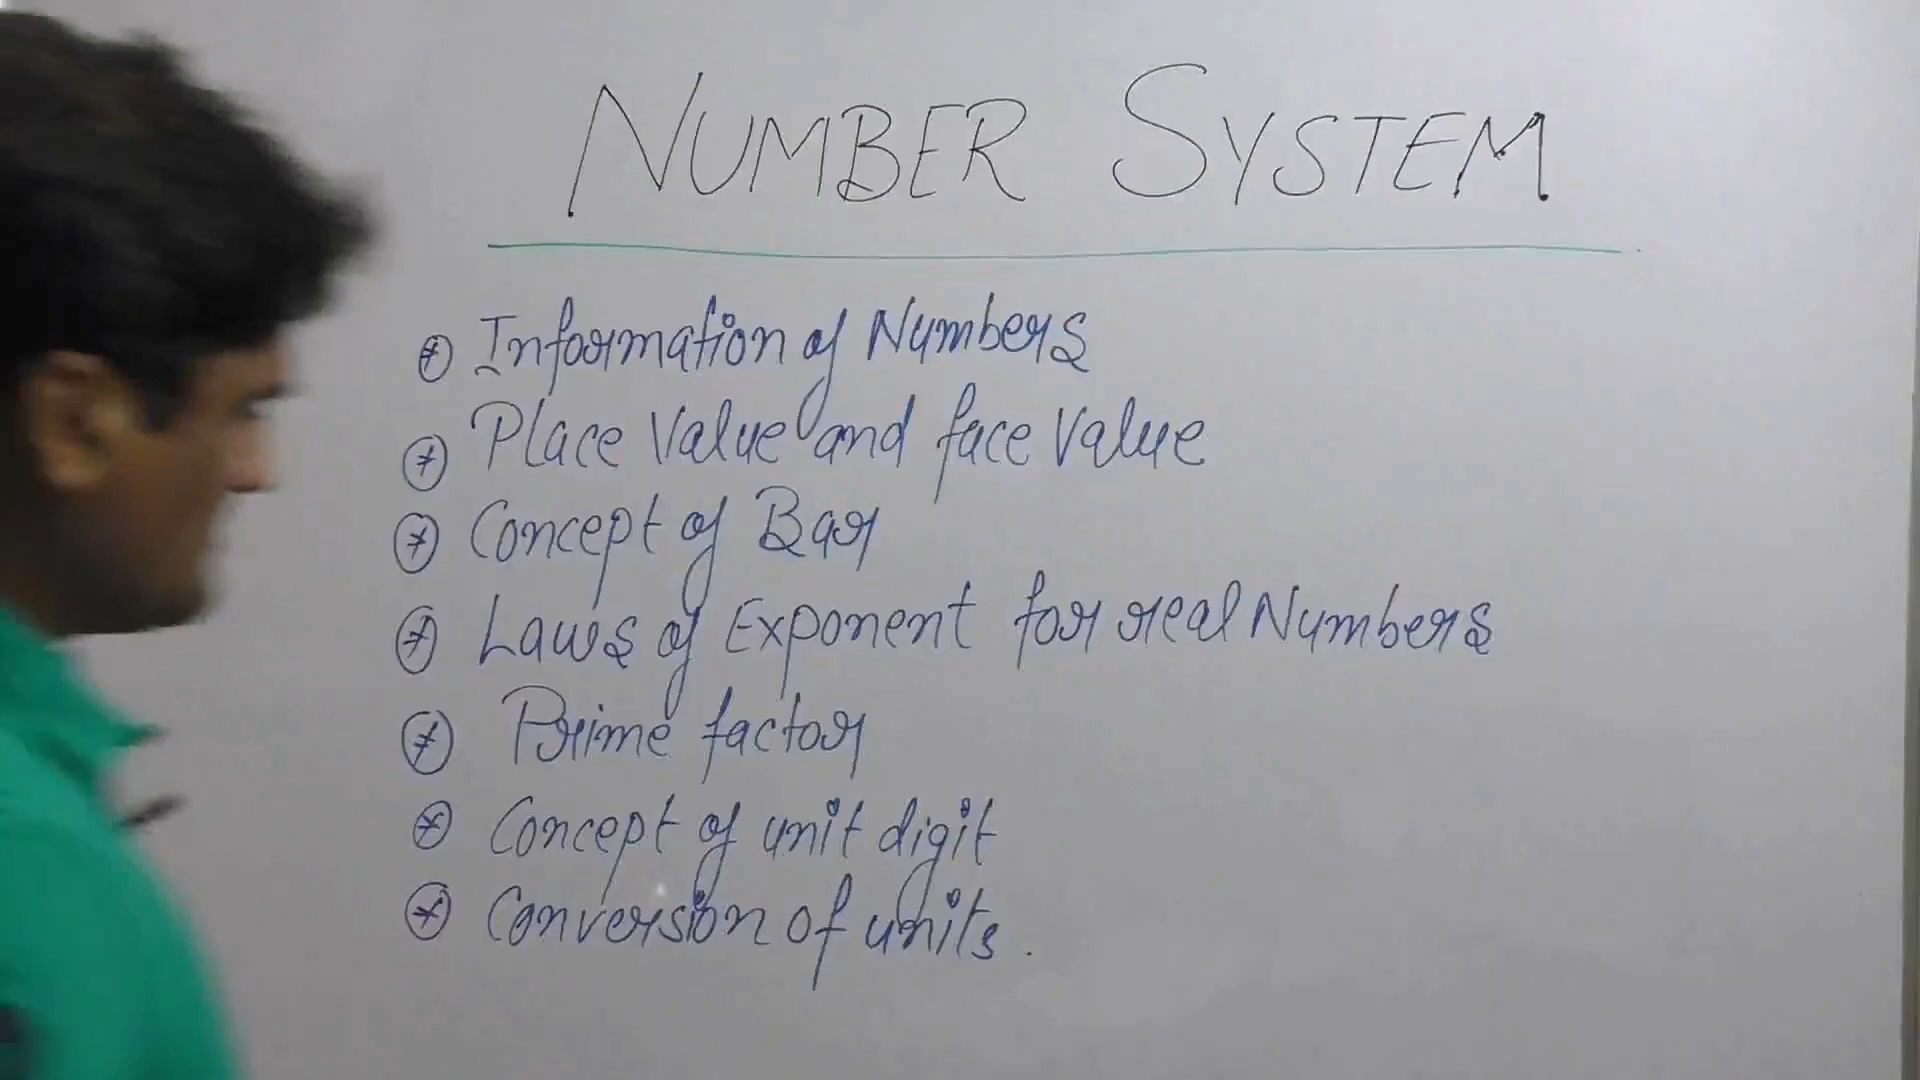 NUMBER SYSTEM
Information of Numbers
Place Value and face Value
Concept of Bar
Laws of Exponent for real Numbers
Prime factor
Concept of unit digit
Conversion of units.